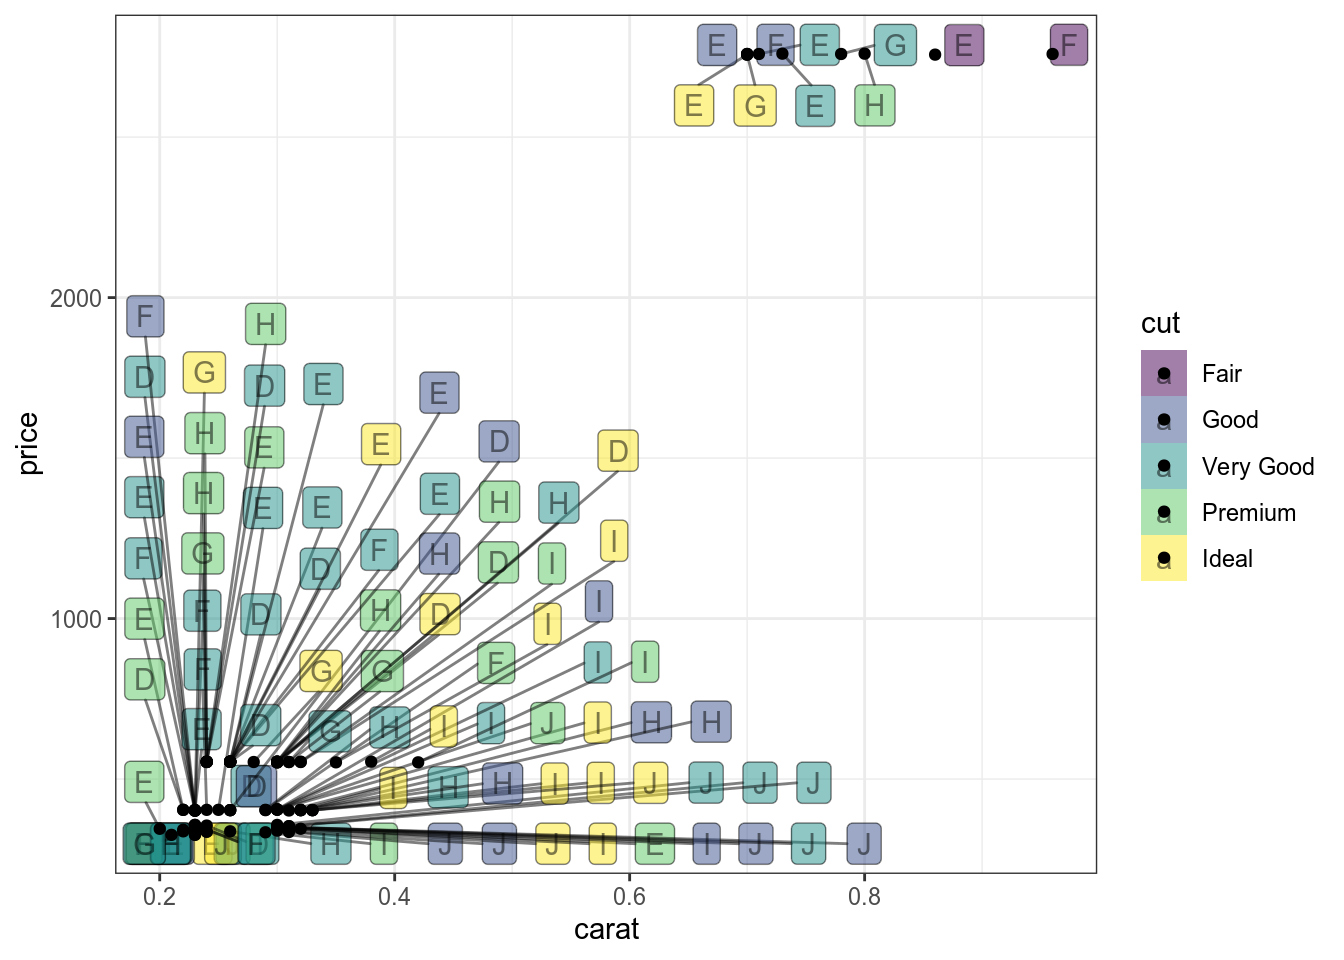 E F E G E F
E G E H
2000
F H
D G D E E
E H E E D D
E H E E E H H
F G D F H D I I
E F D H D I I
D F G G F I I
E D G H I I J I H H
E D I H H I I J J J J
H H I J J J I E I J J J
1000
0.2 0.4 0.6 0.8
carat
price
cut
Fair
Good
Very Good
Premium
Ideal